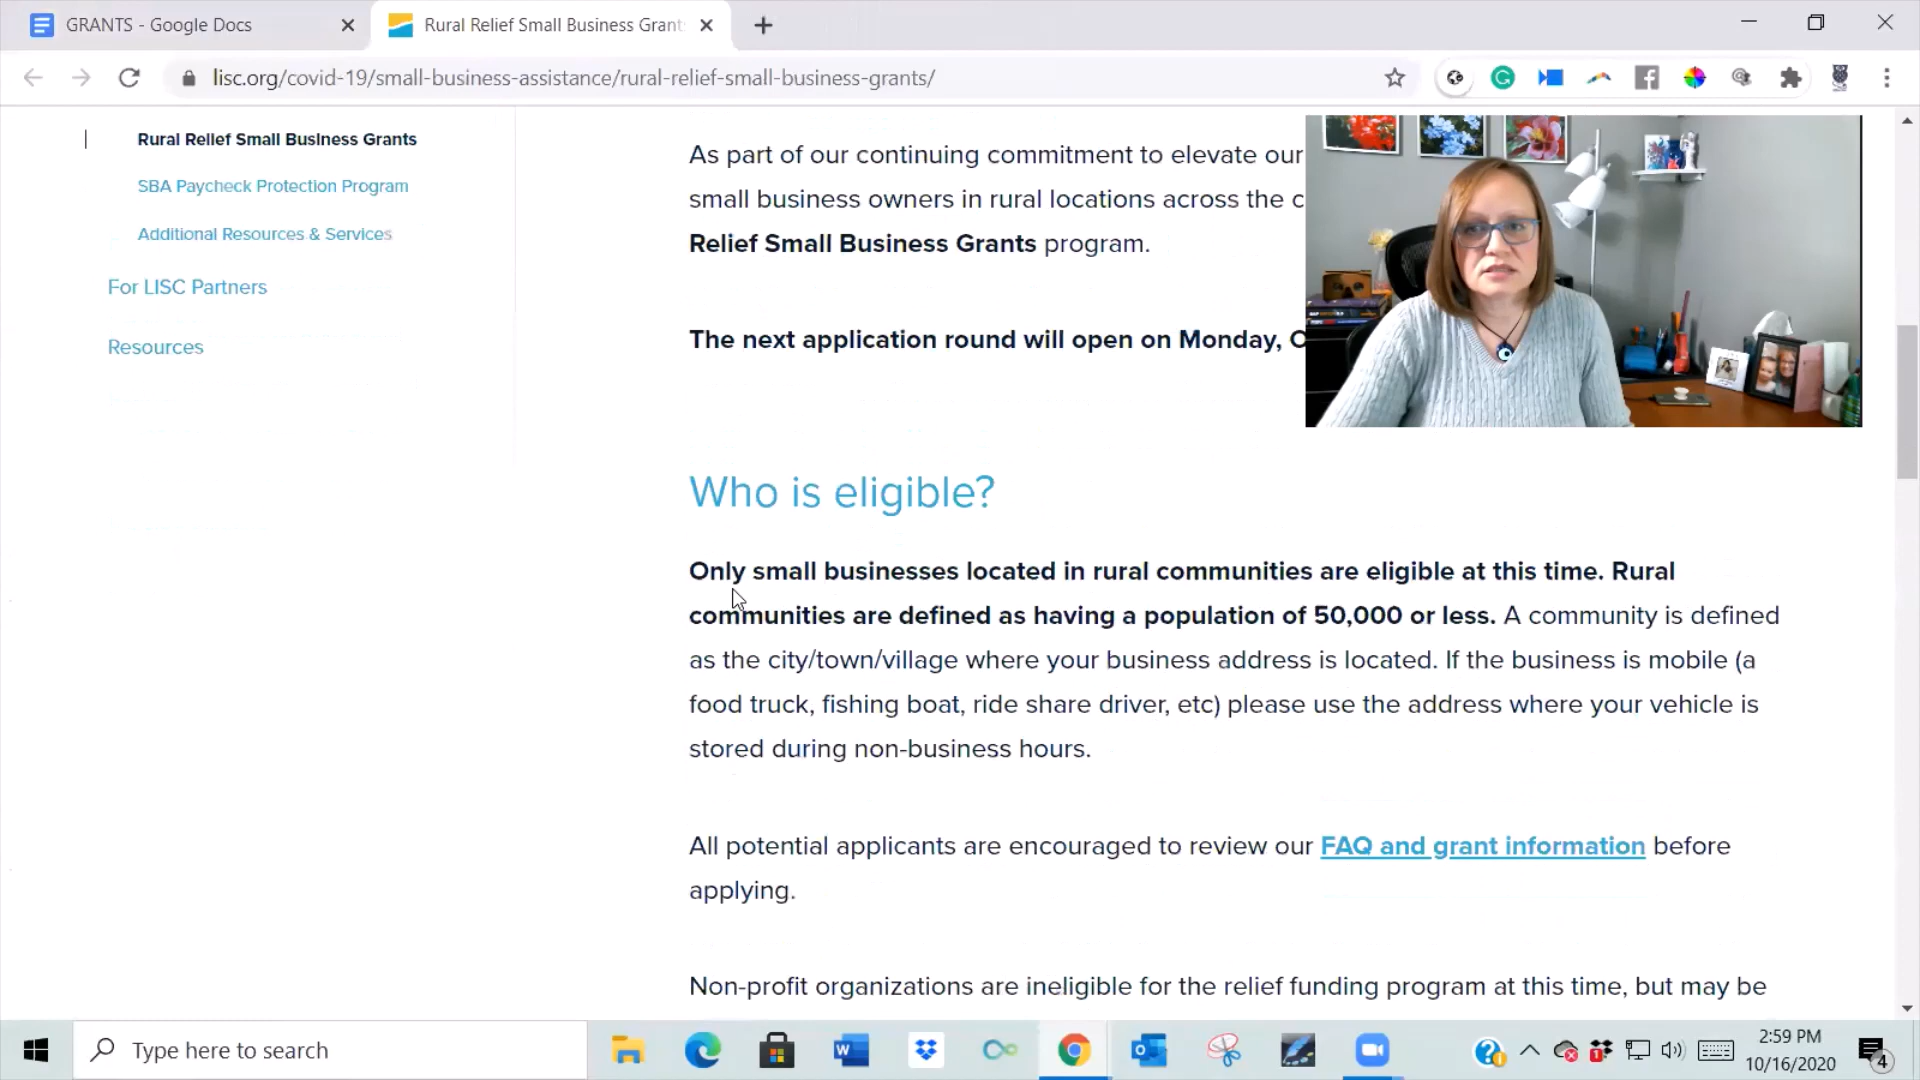 GRANTS - Google Docs
Rural Relief Small Business Grant
lisc.org/covid-19/small-business-assistance/rural-relief-small-business-grants/
Rural Relief Small Business Grants
SBA Paycheck Protection Program
Additional Resources & Services
For LISC Partners
Resources
As part of our continuing commitment to elevate our
small business owners in rural locations across the c
Relief Small Business Grants program.
The next application round will open on Monday, O
Who is eligible?
Only small businesses located in rural communities are eligible at this time. Rural
communities are defined as having a population of 50,000 or less. A community is defined
as the city/town/village where your business address is located. If the business is mobile (a
food truck, fishing boat, ride share driver, etc) please use the address where your vehicle is
stored during non-business hours.
All potential applicants are encouraged to review our FAQ and grant information before
applying.
Non-profit organizations are ineligible for the relief funding program at this time, but may be
Type here to search
2:59 PM
10/16/2020
4